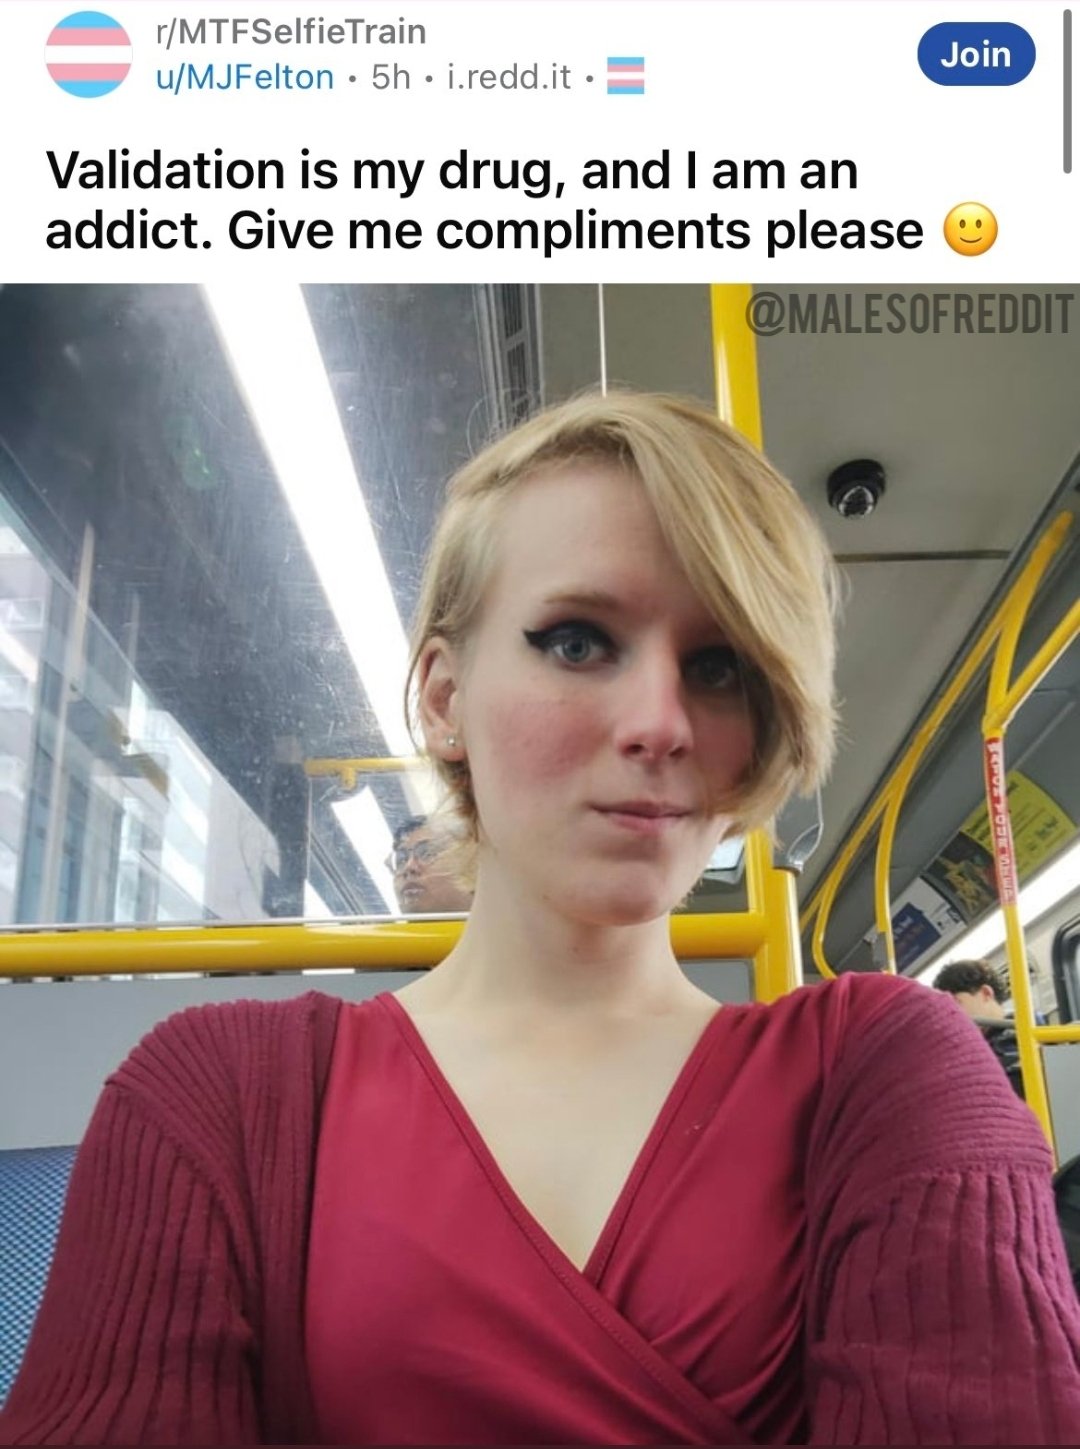 r/MTFSelfieTrain
u/MJFelton • 5h • i.redd.it •
Join
Validation is my drug, and I am an
addict. Give me compliments please 🙂
@MALESOFREDDIT